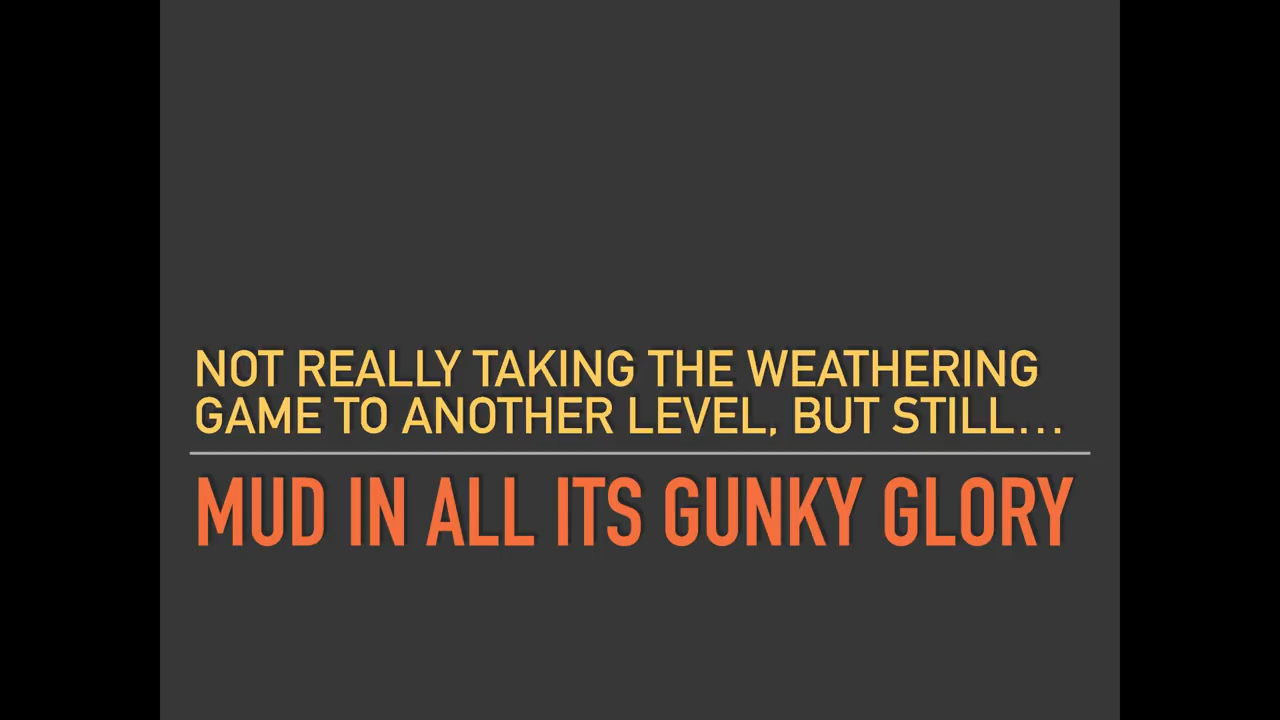 NOT REALLY TAKING THE WEATHERING
GAME TO ANOTHER LEVEL, BUT STILL...
MUD IN ALL ITS GUNKY GLORY